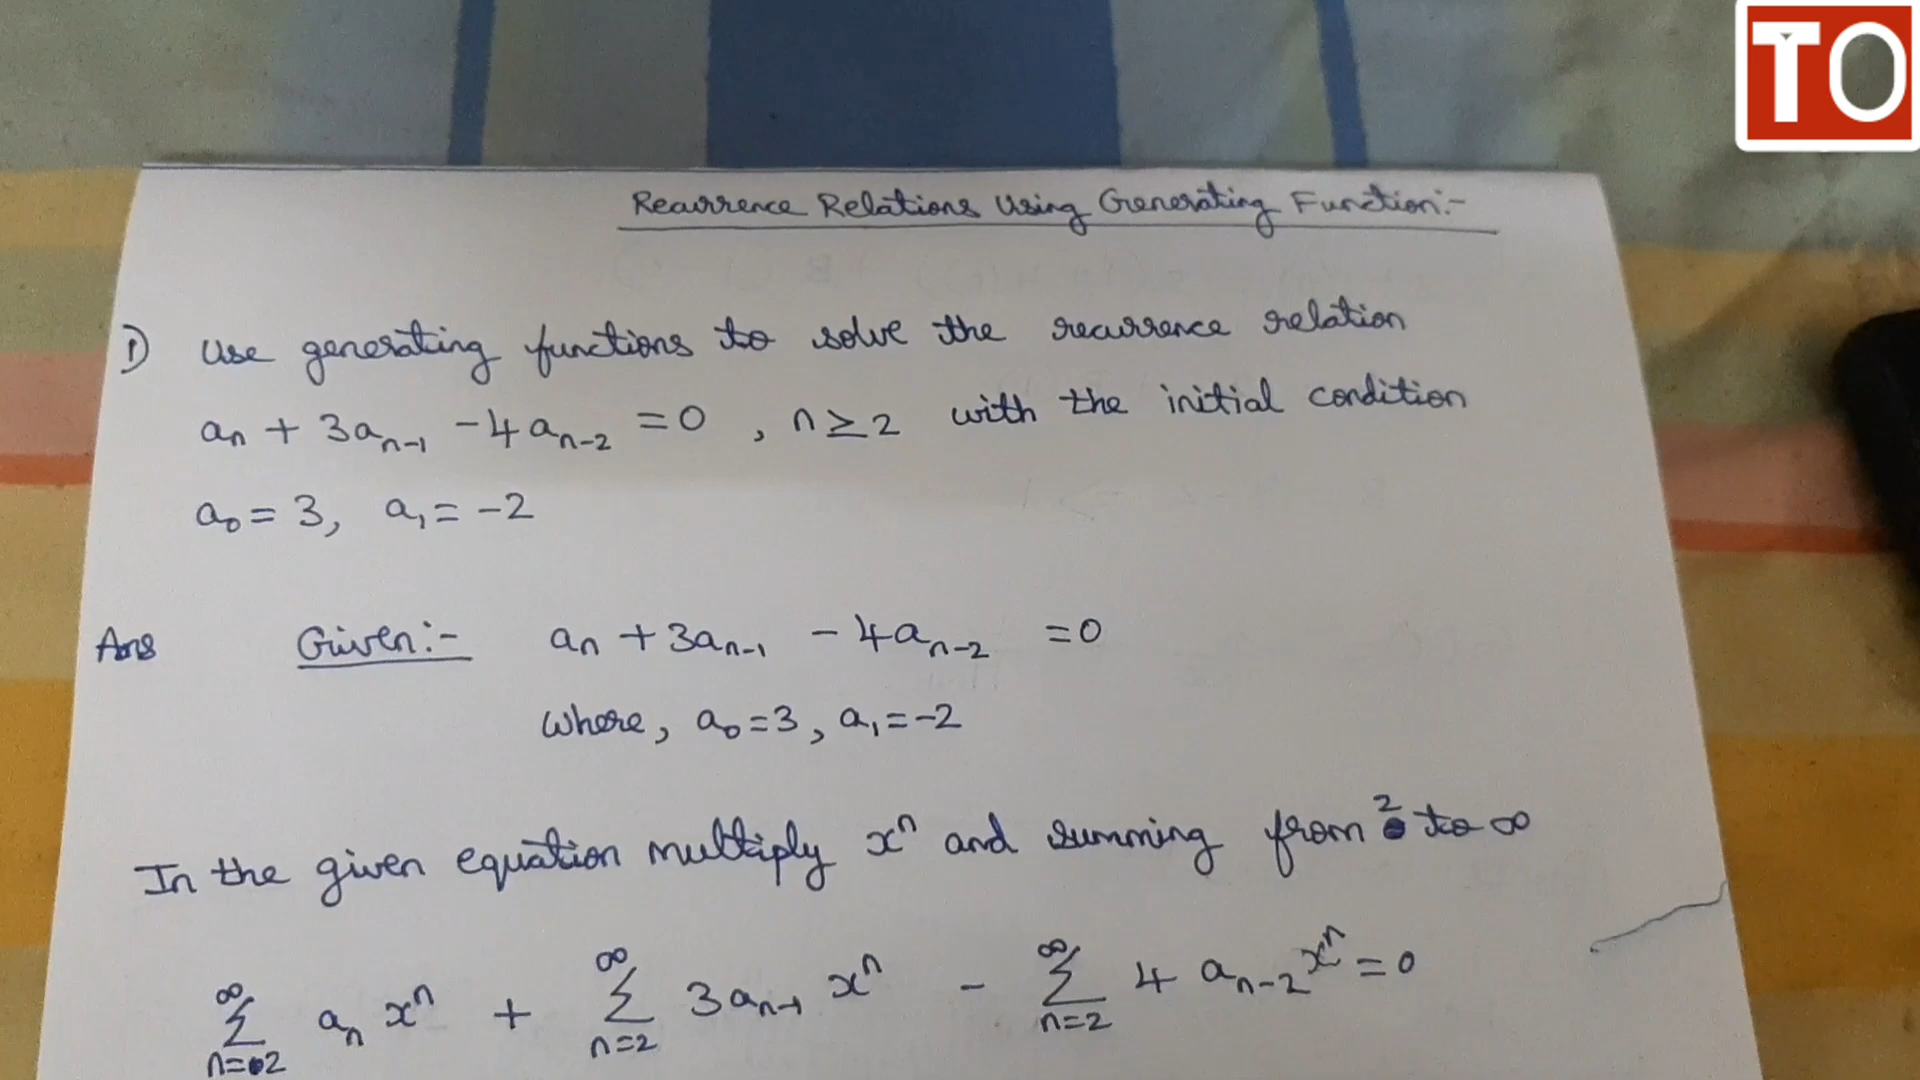 TO
Recurrence Relations Using Generating Function:-
1) Use generating functions to solve the recurrence relation
aₙ + 3aₙ₋₁ - 4aₙ₋₂ = 0 , n ≥ 2 with the initial condition
a₀ = 3, a₁ = -2
Ans Given:- aₙ + 3aₙ₋₁ - 4aₙ₋₂ = 0
where, a₀ = 3, a₁ = -2
In the given equation multiply xⁿ and summing from 2 to ∞
∞ Σ n=2 aₙ xⁿ + ∞ Σ n=2 3aₙ₋₁ xⁿ - ∞ Σ n=2 4 aₙ₋₂ xⁿ = 0